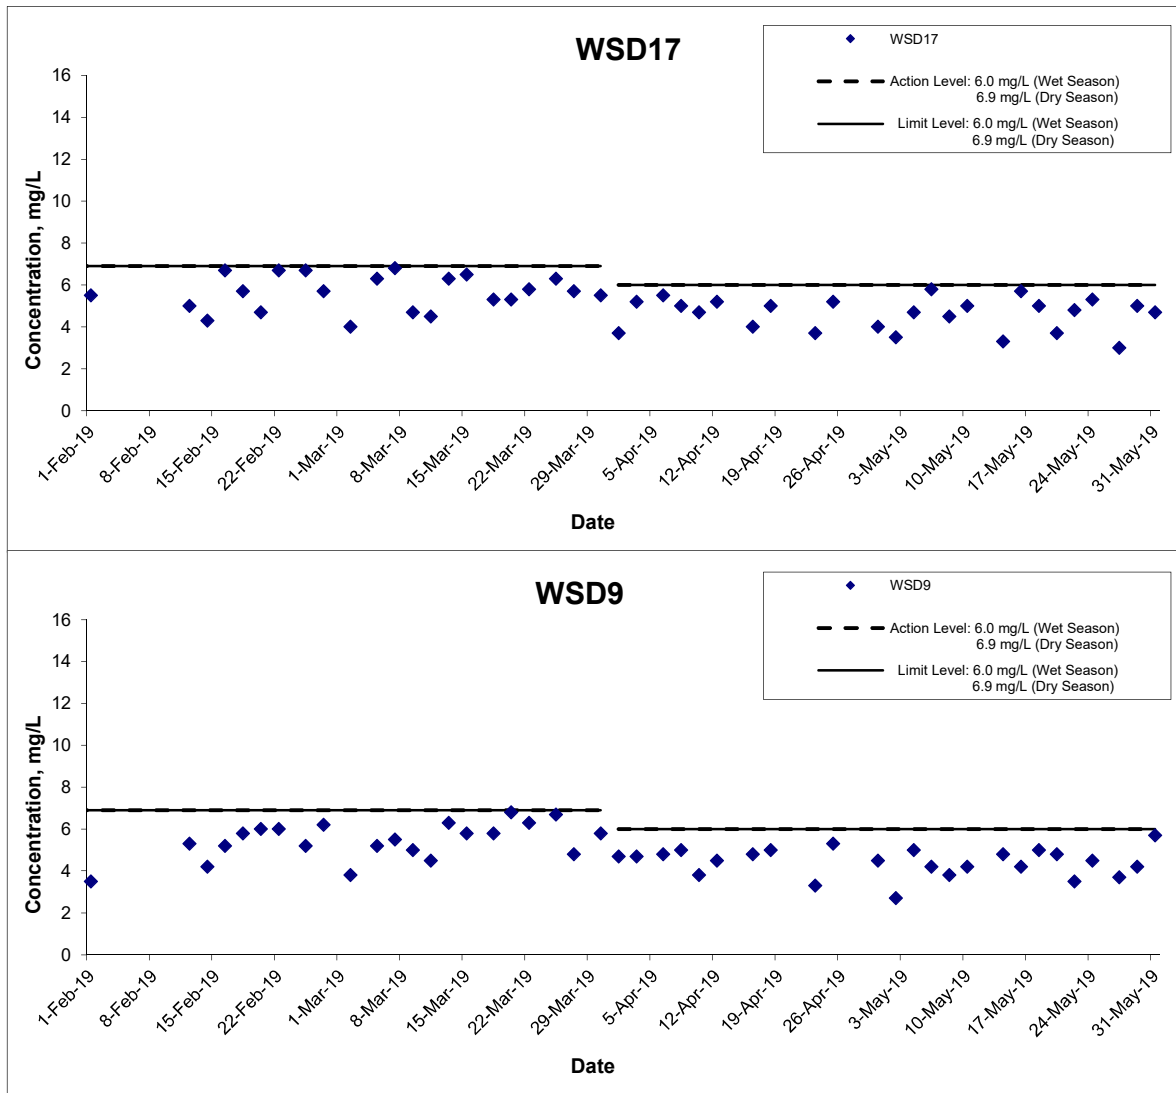 WSD17
WSD17
Action Level: 6.0 mg/L (Wet Season)
6.9 mg/L (Dry Season)
Limit Level: 6.0 mg/L (Wet Season)
6.9 mg/L (Dry Season)
Concentration, mg/L
16
14
12
10
8
6
4
2
0
1-Feb-19
8-Feb-19
15-Feb-19
22-Feb-19
1-Mar-19
8-Mar-19
15-Mar-19
22-Mar-19
29-Mar-19
5-Apr-19
12-Apr-19
19-Apr-19
26-Apr-19
3-May-19
10-May-19
17-May-19
24-May-19
31-May-19
Date
WSD9
WSD9
Action Level: 6.0 mg/L (Wet Season)
6.9 mg/L (Dry Season)
Limit Level: 6.0 mg/L (Wet Season)
6.9 mg/L (Dry Season)
Concentration, mg/L
16
14
12
10
8
6
4
2
0
1-Feb-19
8-Feb-19
15-Feb-19
22-Feb-19
1-Mar-19
8-Mar-19
15-Mar-19
22-Mar-19
29-Mar-19
5-Apr-19
12-Apr-19
19-Apr-19
26-Apr-19
3-May-19
10-May-19
17-May-19
24-May-19
31-May-19
Date